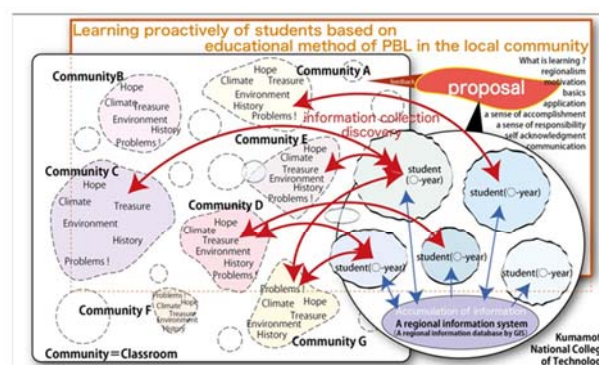 Learning proactively of students based on
educational method of PBL in the local community
CommunityB
Hope
Climate
Treasure
Environment
History
Problems !
Hope
Climate
Treasure
Environment
History
Problems !
Community A
feedback
proposal
What is learning ?
regionalism
motivation
basics
application
a sense of accomplishment
a sense of responsibility
self acknowledgment
communication
information collection
discovery
Community E
Hope
Climate
Treasure
Environment
History
Problems !
Community C
Hope
Climate
Treasure
Environment
History
Problems !
Community D
Hope
Climate
Treasure
Environment
History
Problems !
student
(○-year)
student(○-year)
student(○-year)
student(○-year)
student(○-year)
Community F
Problems !
Hope
Climate
Treasure
Environment
History
Problems !
Climate
Hope
Treasure
Environment
History
Community G
Accumulation of information
A regional information system
(A regional information database by GIS)
Community=Classroom
Kumamot
National Colleg
of Technolog